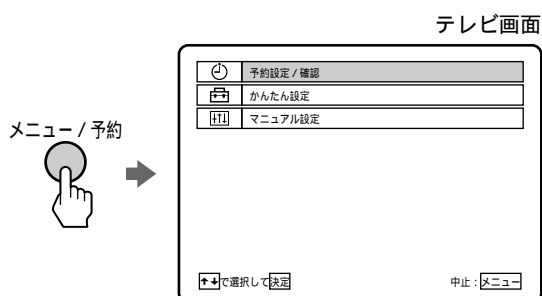 テレビ画面
予約設定 / 確認
かんたん設定
マニュアル設定
メニュー / 予約
↑↓で選択して決定
中止：メニュー